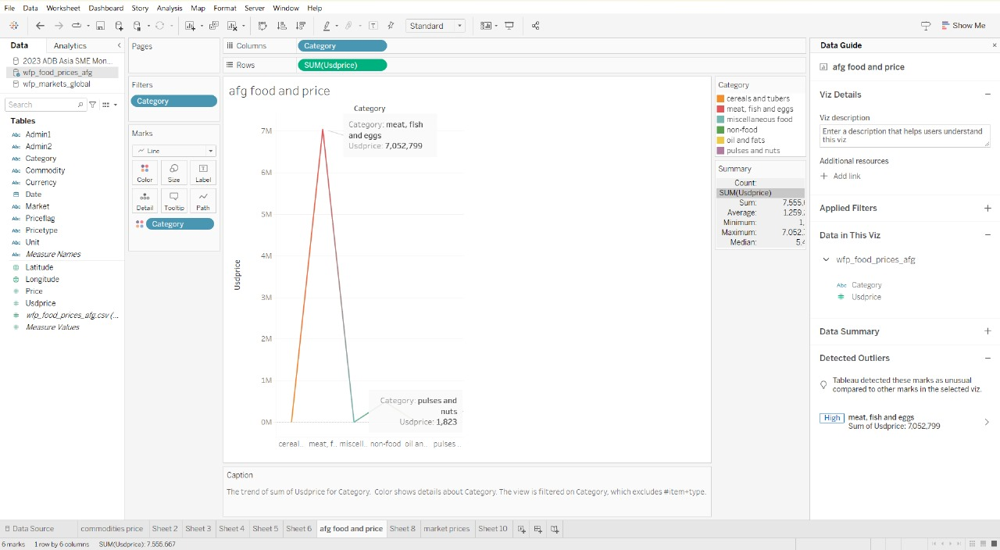 File Data Worksheet Dashboard Story Analysis Map Format Server Window Help
Standard
Show Me
Data Analytics
2023 ADB Asia SME Mon...
wfp_food_prices_afg
wfp_markets_global
Search
Tables
Abc Admin1
Abc Admin2
Abc Category
Abc Commodity
Abc Currency
Date
Abc Market
Abc Priceflag
Abc Pricetype
Abc Unit
Abc Measure Names
Latitude
Longitude
# Price
# Usdprice
# wfp_food_prices_afg.csv (...
# Measure Values
Pages
Filters
Category
Marks
Line
Color Size Label
Detail Tooltip Path
Category
Columns Category
Rows SUM(Usdprice)
afg food and price
Category
Category: meat, fish
and eggs
Usdprice: 7,052,799
7M
6M
5M
4M
3M
2M
1M
0M
Usdprice
Category: pulses and
nuts
Usdprice: 1,823
cereal.. meat, f.. miscell.. non-food oil an.. pulses ..
Caption
The trend of sum of Usdprice for Category. Color shows details about Category. The view is filtered on Category, which excludes #item+type.
Category
cereals and tubers
meat, fish and eggs
miscellaneous food
non-food
oil and fats
pulses and nuts
Summary
Count:
SUM(Usdprice)
Sum: 7,555,
Average: 1,259,
Minimum: 1,
Maximum: 7,052,
Median: 5,4
Data Guide
afg food and price
Viz Details
Viz description
Enter a description that helps users understand
this viz
Additional resources
Add link
Applied Filters
Data in This Viz
wfp_food_prices_afg
Abc Category
# Usdprice
Data Summary
Detected Outliers
Tableau detected these marks as unusual
compared to other marks in the selected viz.
High meat, fish and eggs
Sum of Usdprice: 7,052,799
Data Source commodities price Sheet 2 Sheet 3 Sheet 4 Sheet 5 Sheet 6 afg food and price Sheet 8 market prices Sheet 10
6 marks 1 row by 6 columns SUM(Usdprice): 7,555,667